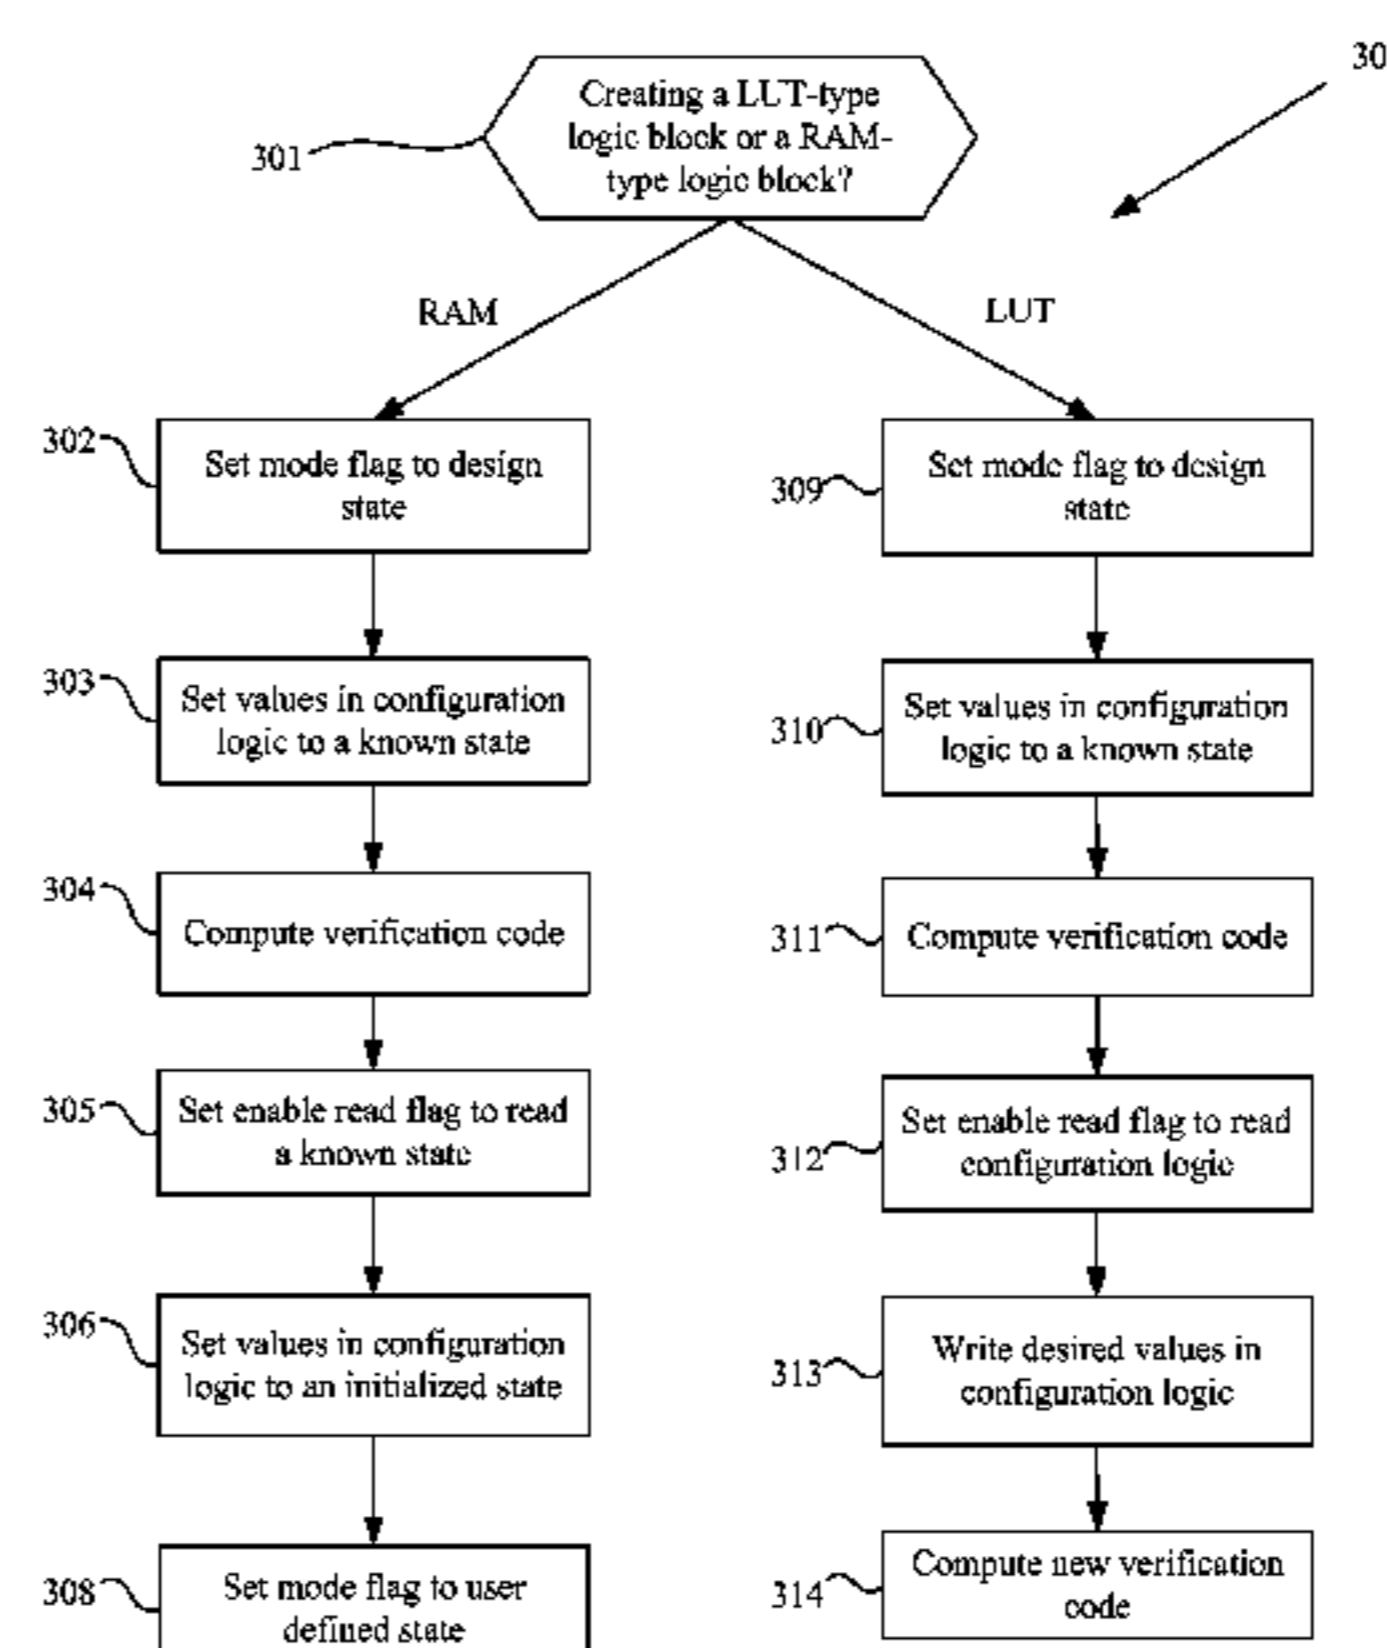 30
Creating a LUT-type
logic block or a RAM-
type logic block?
301
RAM
LUT
302
Set mode flag to design
state
303
Set values in configuration
logic to a known state
304
Compute verification code
305
Set enable read flag to read
a known state
306
Set values in configuration
logic to an initialized state
308
Set mode flag to user
defined state
309
Set mode flag to design
state
310
Set values in configuration
logic to a known state
311
Compute verification code
312
Set enable read flag to read
configuration logic
313
Write desired values in
configuration logic
314
Compute new verification
code